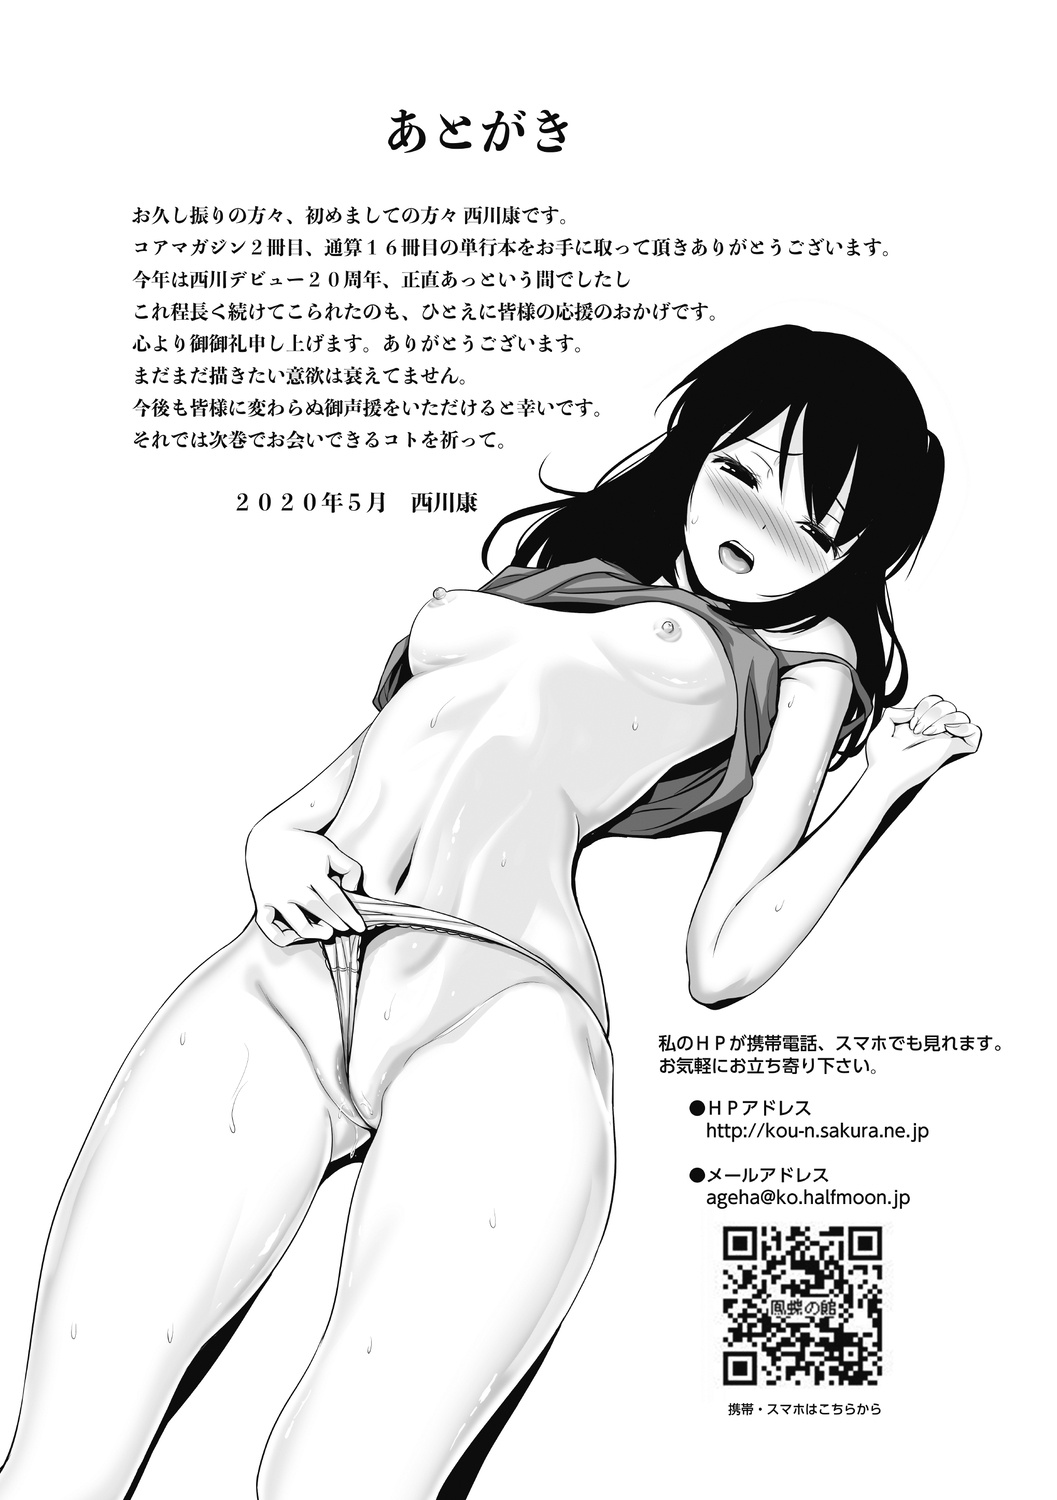 あとがき
お久し振りの方々、初めましての方々 西川康です。
コアマガジン２冊目、通算１６冊目の単行本をお手に取って頂きありがとうございます。
今年は西川デビュー２０周年、正直あっという間でしたし
これ程長く続けてこられたのも、ひとえに皆様の応援のおかげです。
心より御御礼申し上げます。ありがとうございます。
まだまだ描きたい意欲は衰えてません。
今後も皆様に変わらぬ御声援をいただけると幸いです。
それでは次巻でお会いできるコトを祈って。
２０２０年５月　西川康
私のＨＰが携帯電話、スマホでも見れます。
お気軽にお立ち寄り下さい。
●ＨＰアドレス
http://kou-n.sakura.ne.jp
●メールアドレス
ageha@ko.halfmoon.jp
鳳蝶の館
携帯・スマホはこちらから